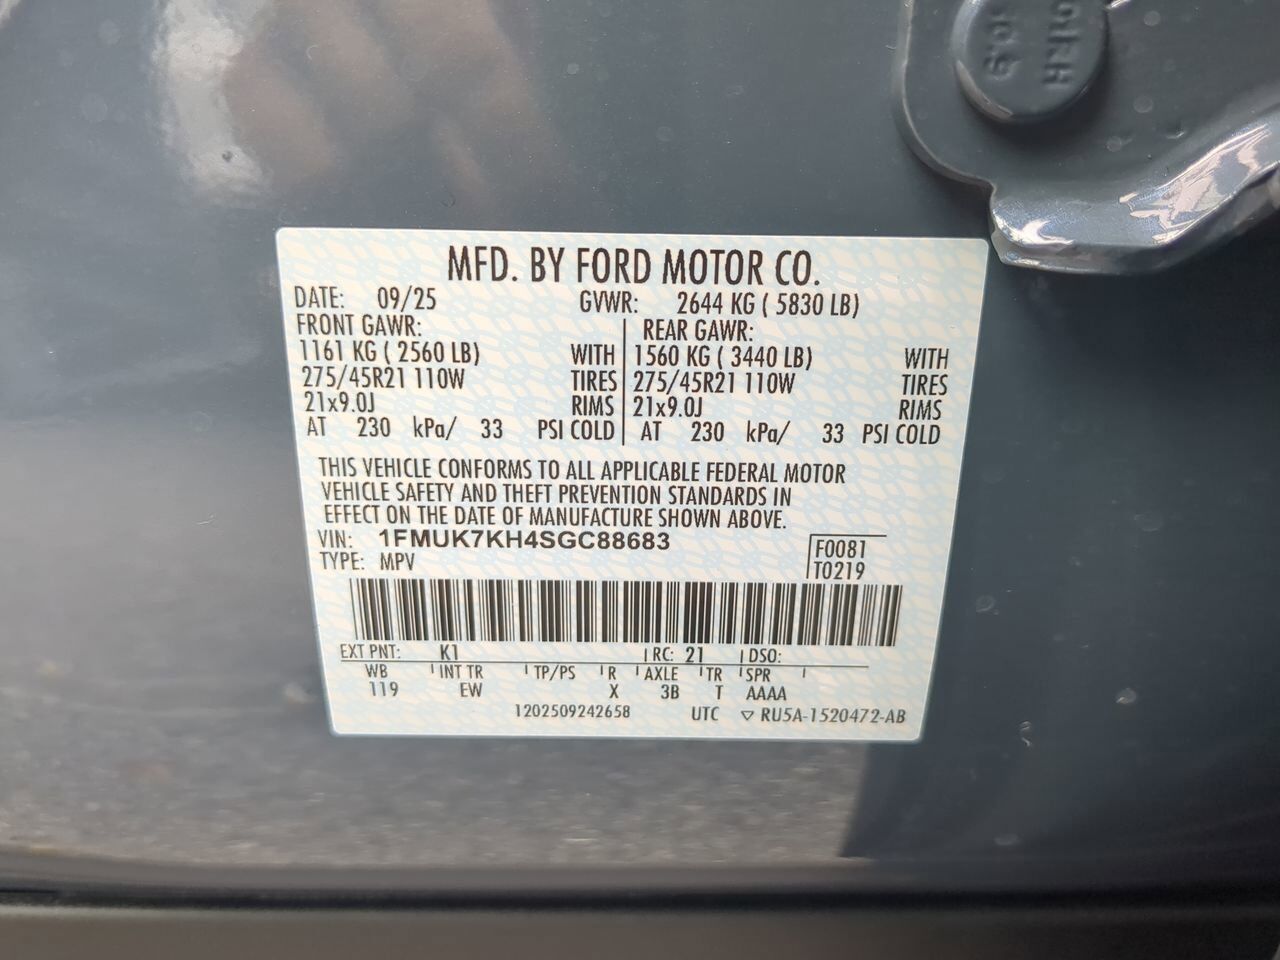 MFD. BY FORD MOTOR CO.
DATE: 09/25 GVWR: 2644 KG ( 5830 LB)
FRONT GAWR: REAR GAWR:
1161 KG ( 2560 LB) WITH 1560 KG ( 3440 LB) WITH
275/45R21 110W TIRES 275/45R21 110W TIRES
21x9.0J RIMS 21x9.0J RIMS
AT 230 kPa/ 33 PSI COLD AT 230 kPa/ 33 PSI COLD
THIS VEHICLE CONFORMS TO ALL APPLICABLE FEDERAL MOTOR
VEHICLE SAFETY AND THEFT PREVENTION STANDARDS IN
EFFECT ON THE DATE OF MANUFACTURE SHOWN ABOVE.
VIN: 1FMUK7KH4SGC88683 F0081
TYPE: MPV T0219
EXT PNT: K1 RC: 21 DSO:
WB INT TR TP/PS R AXLE TR SPR
119 EW X 3B T AAAA
1202509242658 UTC ▽ RU5A-1520472-AB
10.9